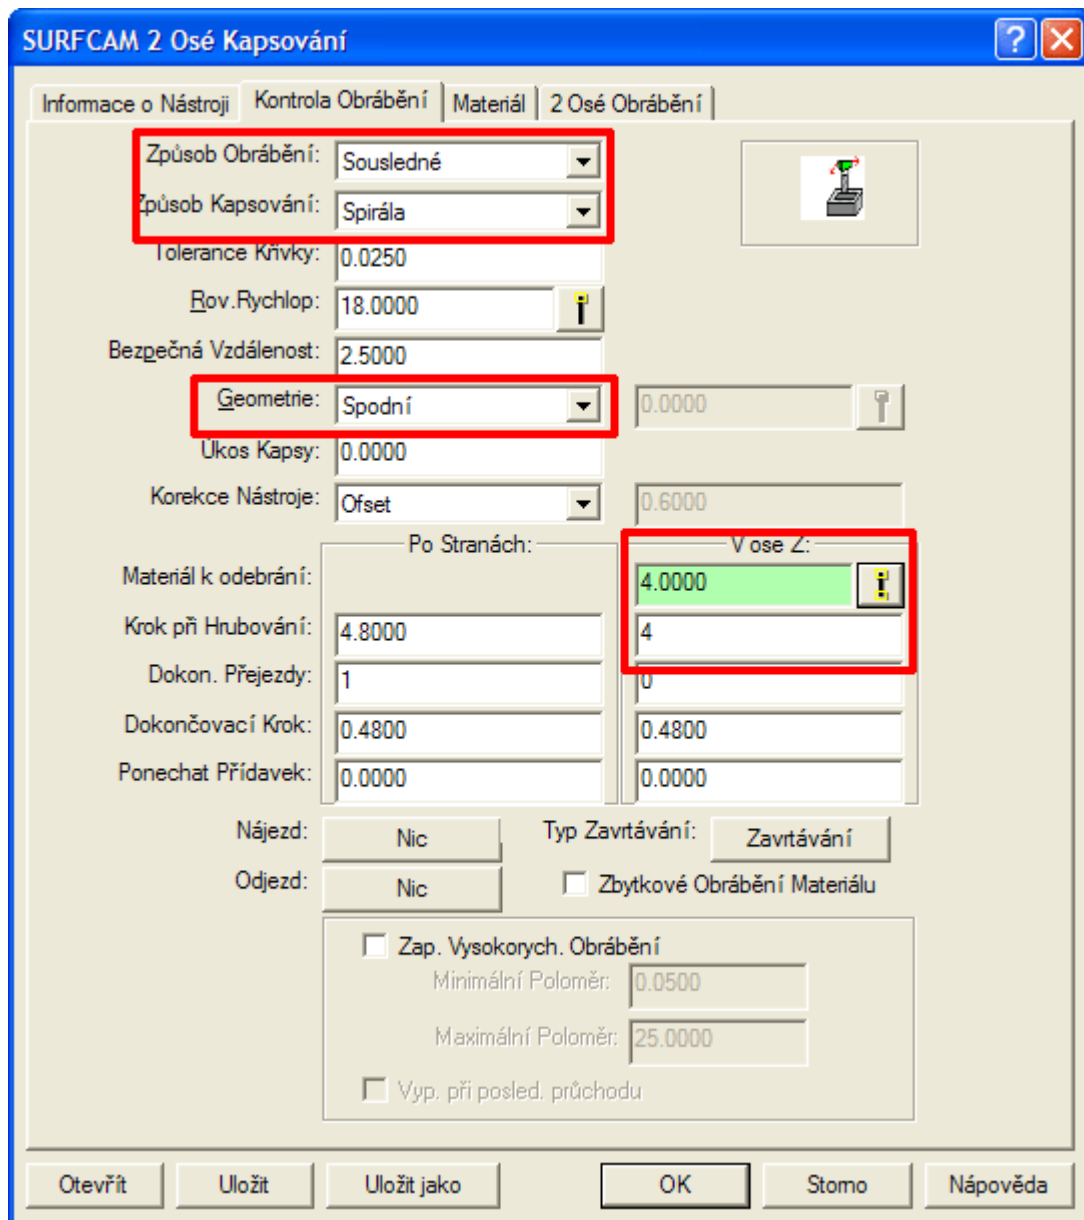 SURFCAM 2 Osé Kapsování
Informace o Nástroji Kontrola Obrábění Materiál 2 Osé Obrábění
Způsob Obrábění: Sousledné
Způsob Kapsování: Spirála
Tolerance Křivky: 0.0250
Rov.Rychlop: 18.0000
Bezpečná Vzdálenost: 2.5000
Geometrie: Spodní 0.0000
Úkos Kapsy: 0.0000
Korekce Nástroje: Ofset 0.6000
Po Stranách: V ose Z:
Materiál k odebrání: 4.0000
Krok při Hrubování: 4.8000 4
Dokon. Přejezdy: 1 0
Dokončovací Krok: 0.4800 0.4800
Ponechat Přídavek: 0.0000 0.0000
Nájezd: Nic Typ Zavrtávání: Zavrtávání
Odjezd: Nic Zbytkové Obrábění Materiálu
Zap. Vysokorych. Obrábění
Minimální Poloměr: 0.0500
Maximální Poloměr: 25.0000
Vyp. při posled. průchodu
Otevřít Uložit Uložit jako OK Storno Nápověda